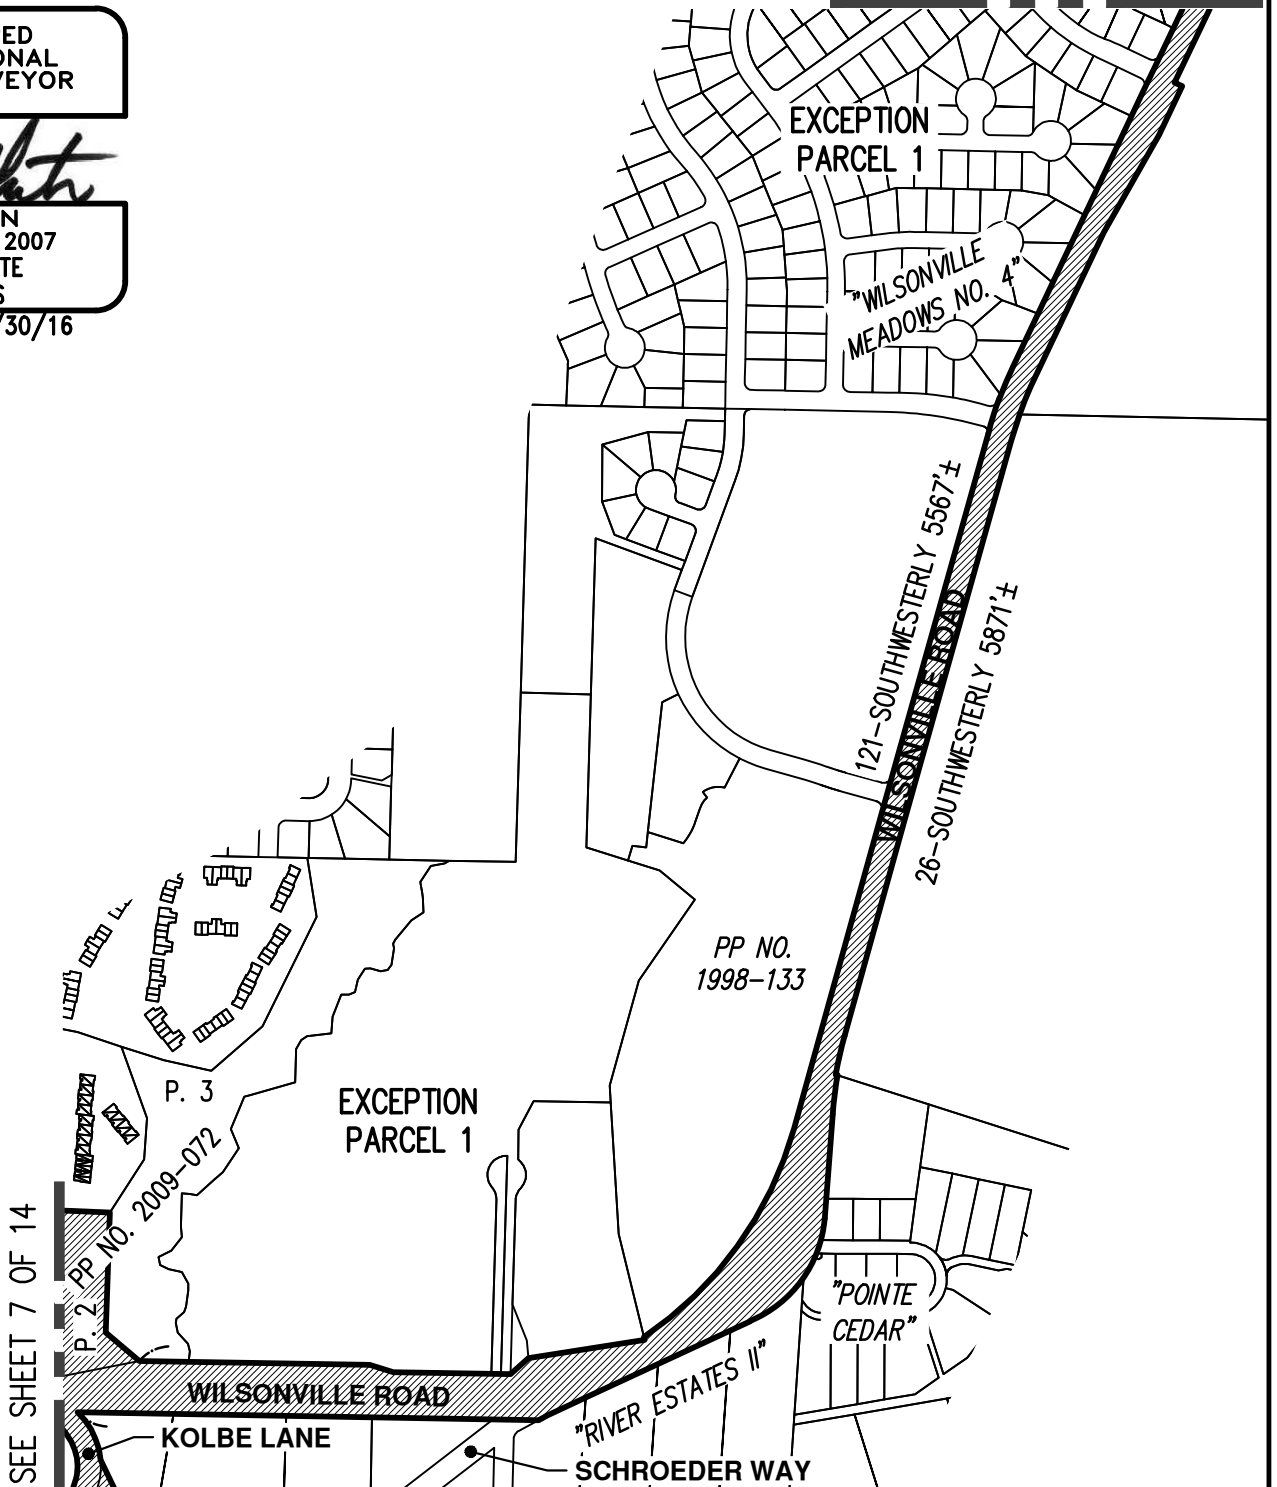 ED
ONAL
VEYOR
N
2007
TE
S
/30/16
EXCEPTION
PARCEL 1
"WILSONVILLE
MEADOWS NO. 4"
121-SOUTHWESTERLY 5567'±
WILSONVILLE ROAD
26-SOUTHWESTERLY 5871'±
PP NO.
1998-133
P. 3
EXCEPTION
PARCEL 1
PP NO. 2009-072
P. 2
SEE SHEET 7 OF 14
"POINTE
CEDAR"
"RIVER ESTATES II"
WILSONVILLE ROAD
KOLBE LANE
SCHROEDER WAY